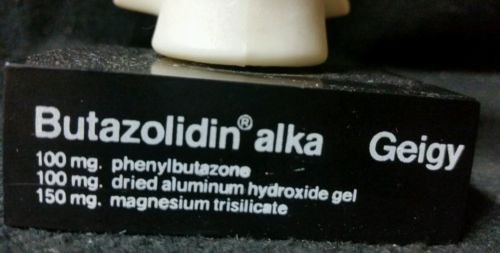 Butazolidin® alka Geigy
100 mg. phenylbutazone
100 mg. dried aluminum hydroxide gel
150 mg. magnesium trisilicate